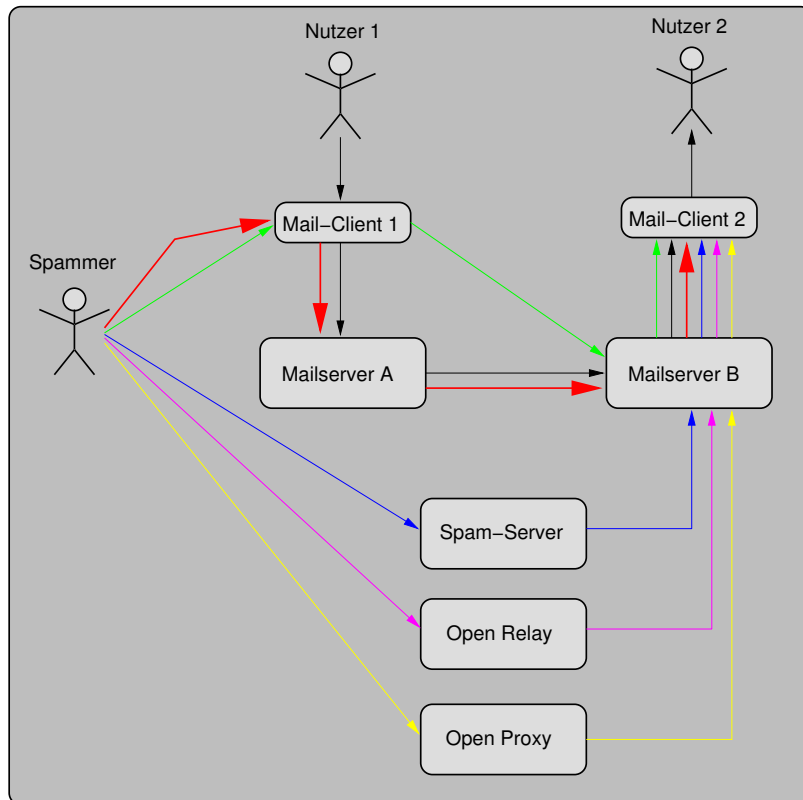 Nutzer 1
Nutzer 2
Mail−Client 1
Mail−Client 2
Spammer
Mailserver A
Mailserver B
Spam−Server
Open Relay
Open Proxy